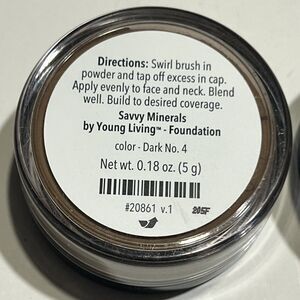 Directions: Swirl brush in
powder and tap off excess in cap.
Apply evenly to face and neck. Blend
well. Build to desired coverage.
Savvy Minerals
by Young Living™ - Foundation
color - Dark No. 4
Net wt. 0.18 oz. (5 g)
#20861 v.1